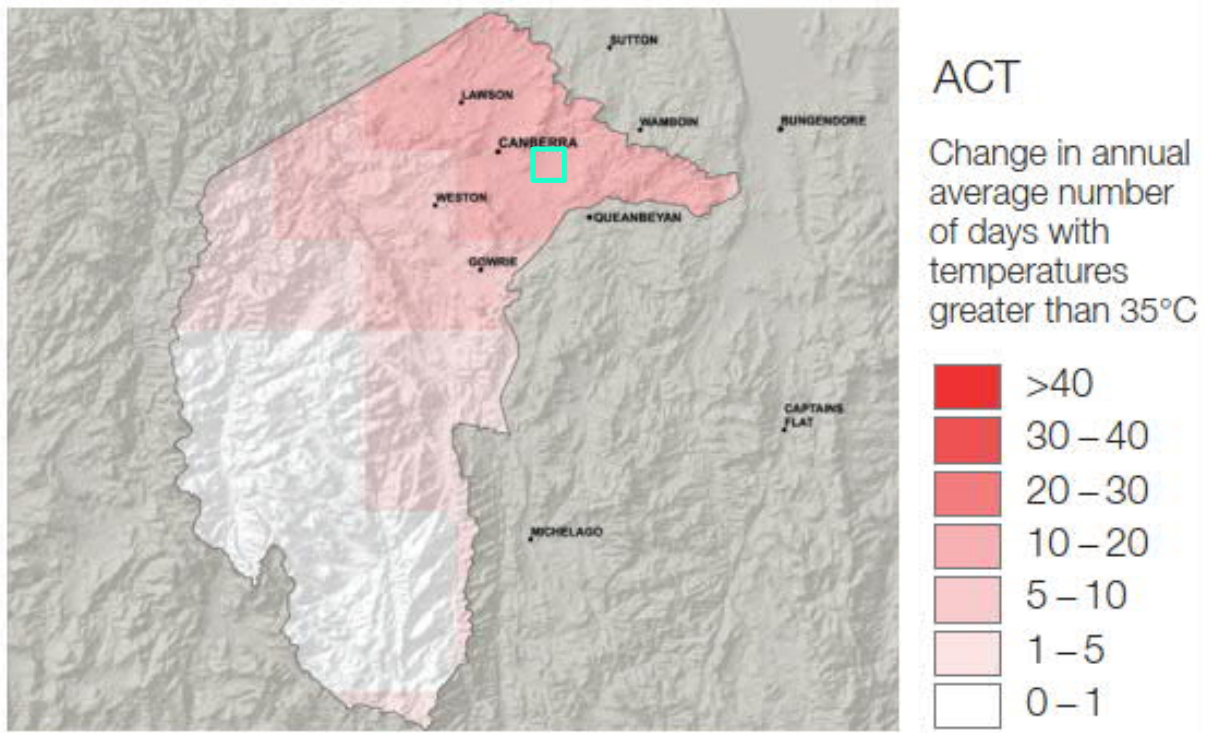 SUTTON
LAWSON
WAMBOIN
BUNGENDORE
CANBERRA
WESTON
QUEANBEYAN
GOWRIE
CAPTAINS
FLAT
MICHELAGO
ACT
Change in annual
average number
of days with
temperatures
greater than 35°C
>40
30 – 40
20 – 30
10 – 20
5 – 10
1 – 5
0 – 1